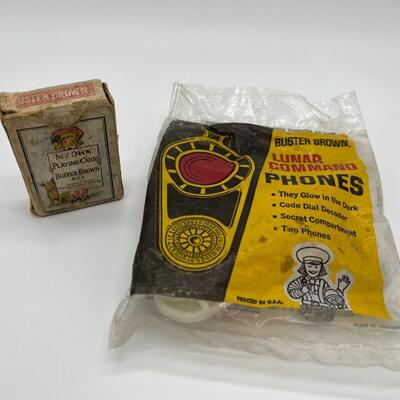 BUSTER BROWN
MY OWN
PLAYING CARDS
BUSTER BROWN
BUSTER BROWN.
LUNAR
COMMAND
PHONES
• They Glow in the Dark
• Code Dial Decoder
• Secret Compartment
• Two Phones
PRINTED IN U.S.A.